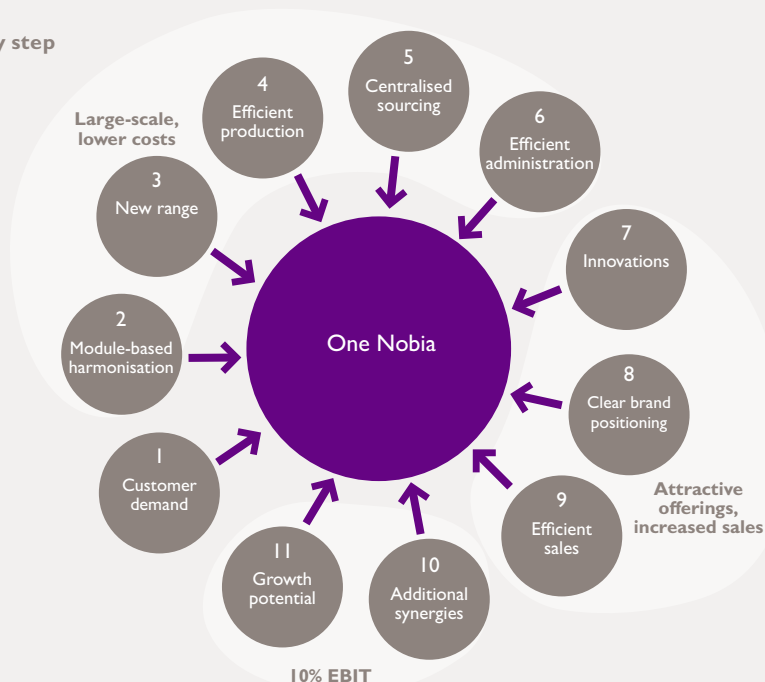 y step
Large-scale,
lower costs
1
Customer
demand
2
Module-based
harmonisation
3
New range
4
Efficient
production
5
Centralised
sourcing
6
Efficient
administration
7
Innovations
8
Clear brand
positioning
9
Efficient
sales
Attractive
offerings,
increased sales
10
Additional
synergies
11
Growth
potential
10% EBIT
One Nobia